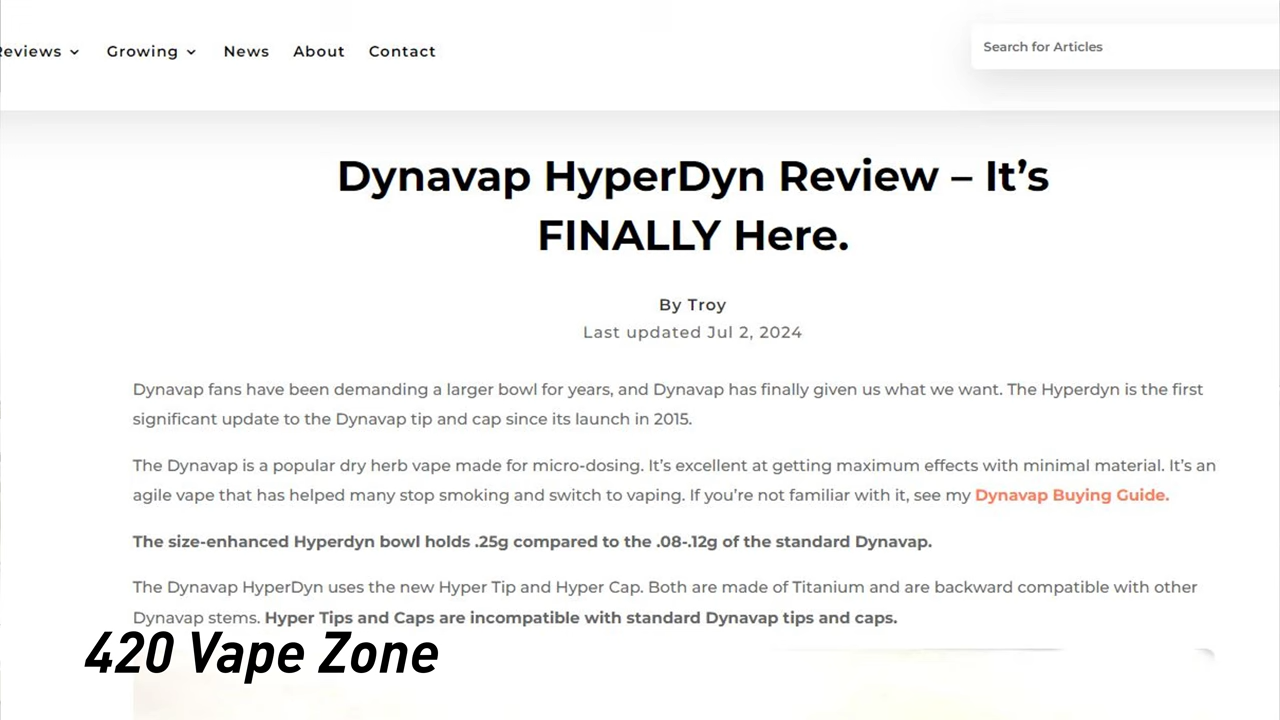 Reviews Growing News About Contact Search for Articles
Dynavap HyperDyn Review – It's
FINALLY Here.
By Troy
Last updated Jul 2, 2024
Dynavap fans have been demanding a larger bowl for years, and Dynavap has finally given us what we want. The Hyperdyn is the first
significant update to the Dynavap tip and cap since its launch in 2015.
The Dynavap is a popular dry herb vape made for micro-dosing. It's excellent at getting maximum effects with minimal material. It's an
agile vape that has helped many stop smoking and switch to vaping. If you're not familiar with it, see my Dynavap Buying Guide.
The size-enhanced Hyperdyn bowl holds .25g compared to the .08-.12g of the standard Dynavap.
The Dynavap HyperDyn uses the new Hyper Tip and Hyper Cap. Both are made of Titanium and are backward compatible with other
Dynavap stems. Hyper Tips and Caps are incompatible with standard Dynavap tips and caps.
420 Vape Zone